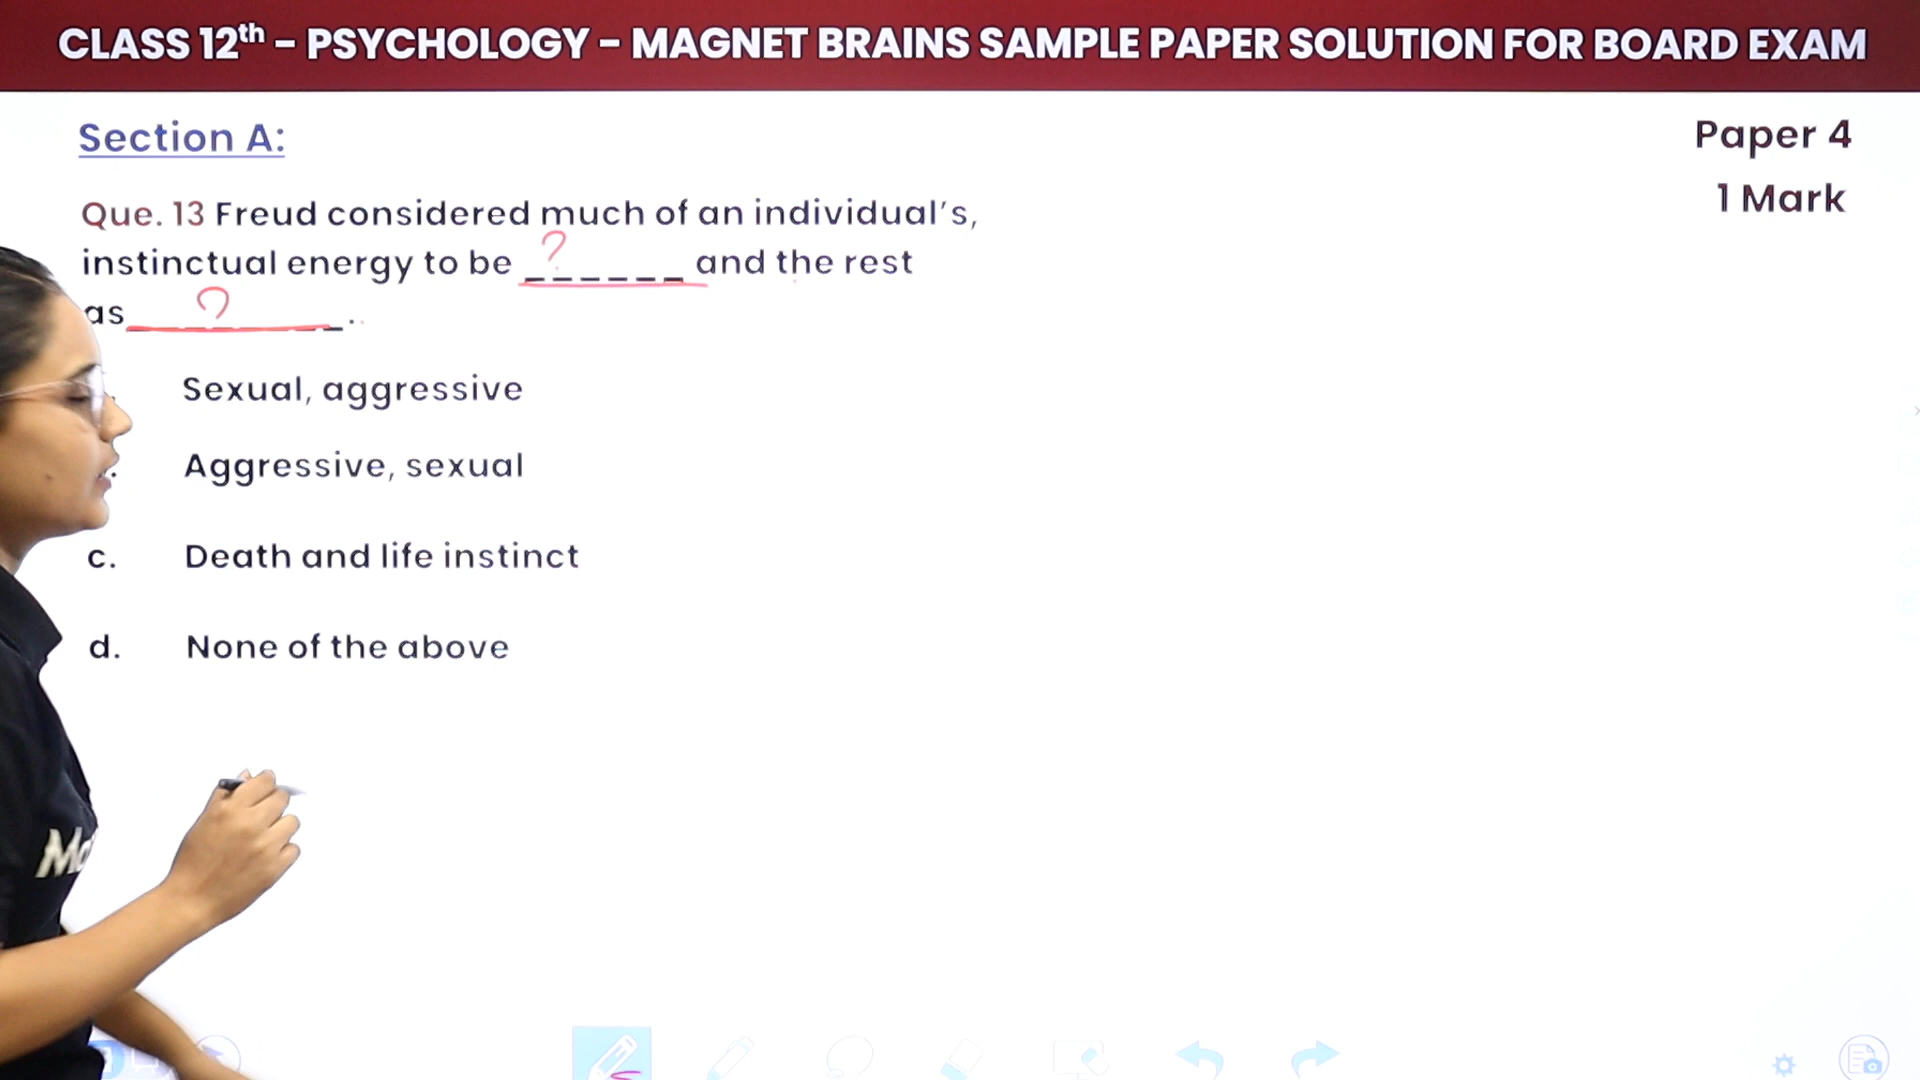 CLASS 12th – PSYCHOLOGY – MAGNET BRAINS SAMPLE PAPER SOLUTION FOR BOARD EXAM
Section A:
Paper 4
1 Mark
Que. 13 Freud considered much of an individual’s,
?
instinctual energy to be ______ and the rest
?
as ______.
Sexual, aggressive
Aggressive, sexual
c. Death and life instinct
d. None of the above